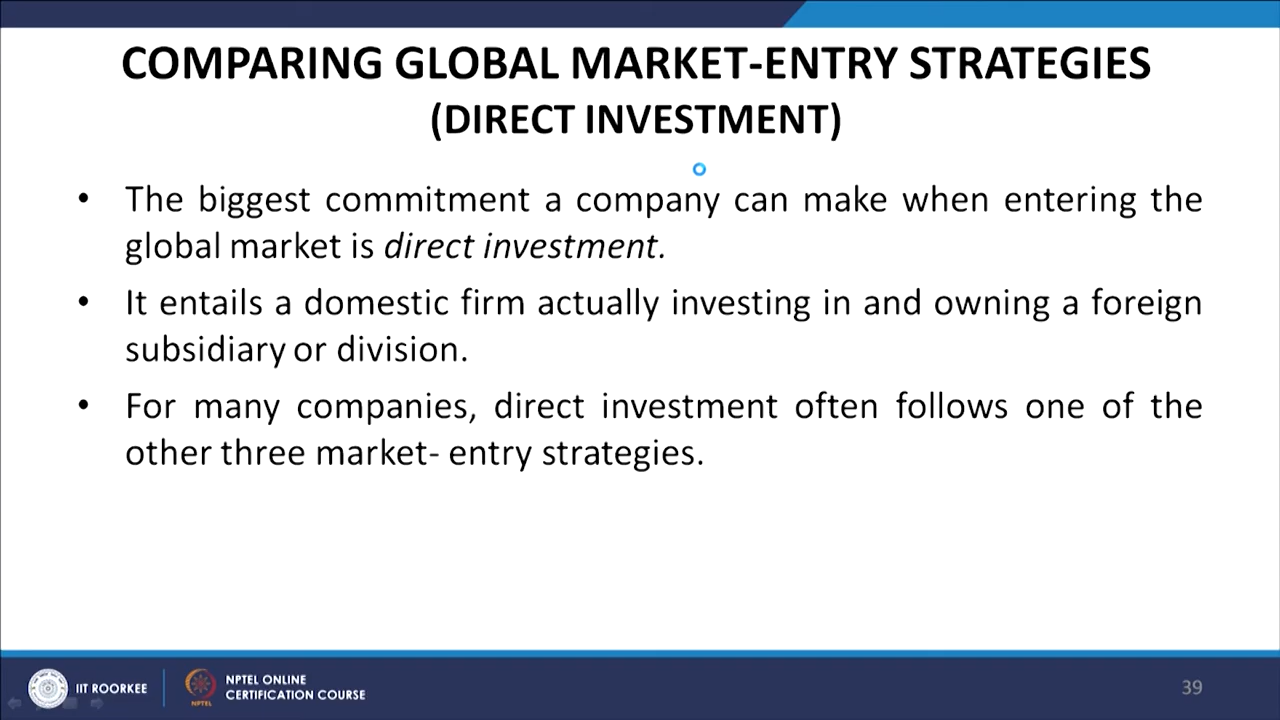 COMPARING GLOBAL MARKET-ENTRY STRATEGIES
(DIRECT INVESTMENT)
• The biggest commitment a company can make when entering the
global market is direct investment.
• It entails a domestic firm actually investing in and owning a foreign
subsidiary or division.
• For many companies, direct investment often follows one of the
other three market- entry strategies.
IIT ROORKEE
NPTEL
NPTEL ONLINE
CERTIFICATION COURSE
39